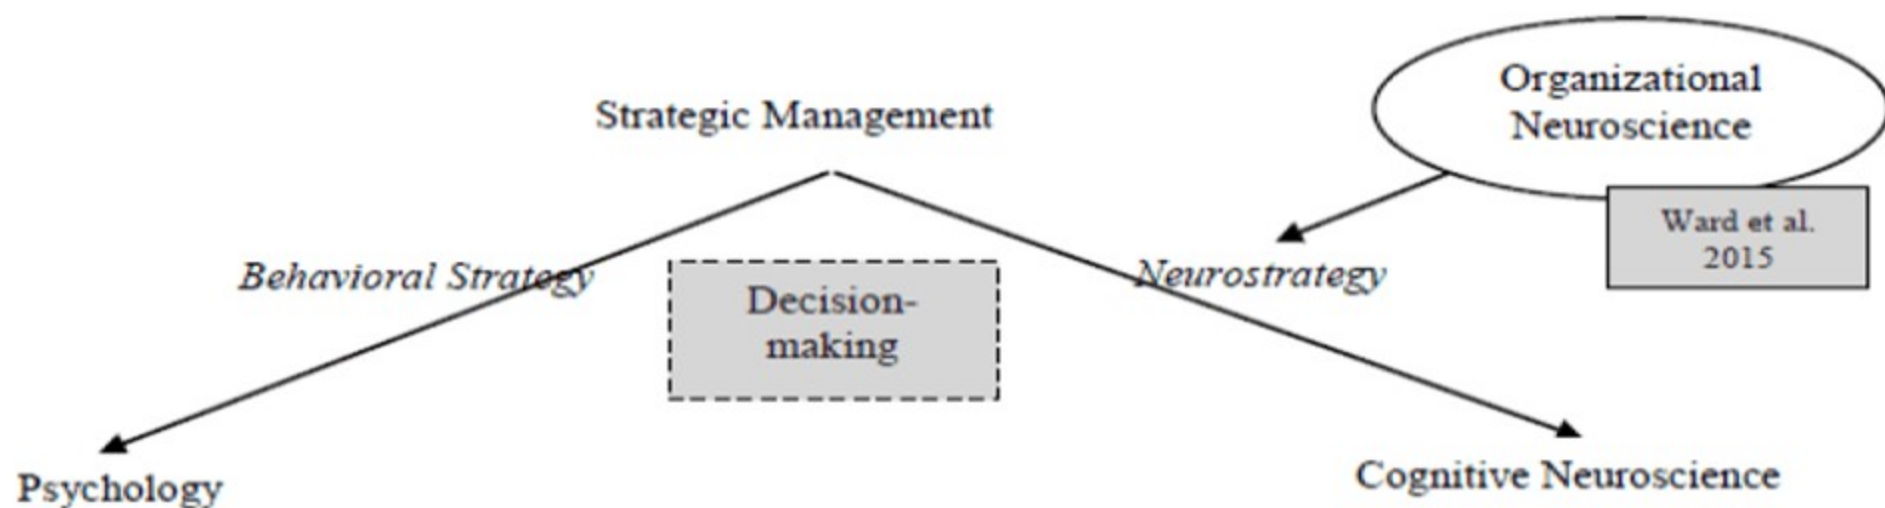 Organizational
Neuroscience
Strategic Management
Ward et al.
2015
Behavioral Strategy
Neurostrategy
Decision-
making
Psychology
Cognitive Neuroscience